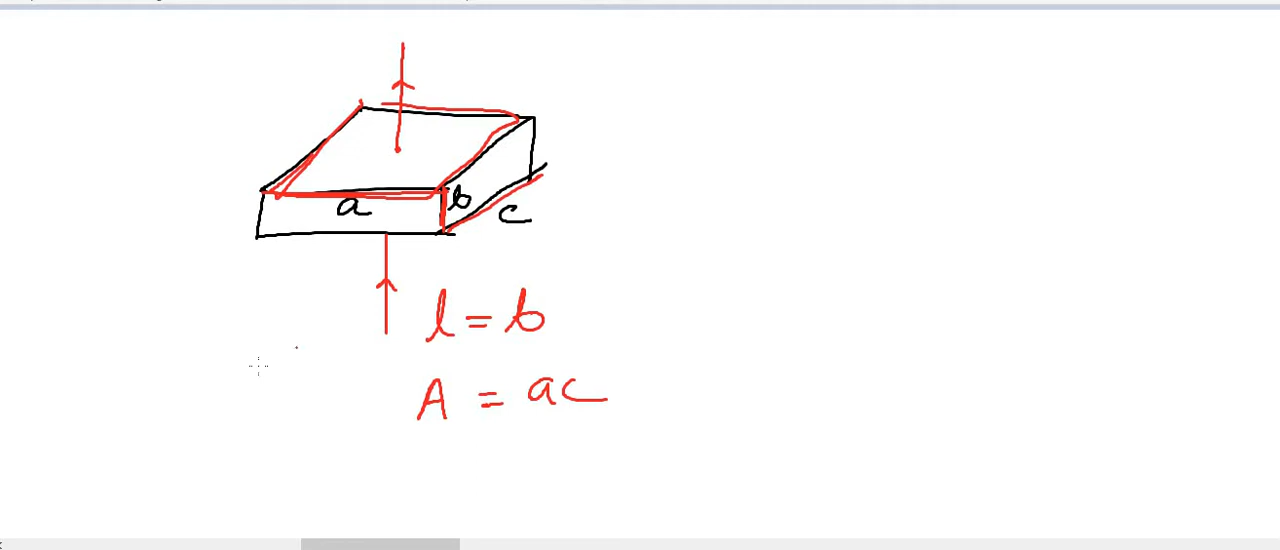 a
b
c
l = b
A = ac